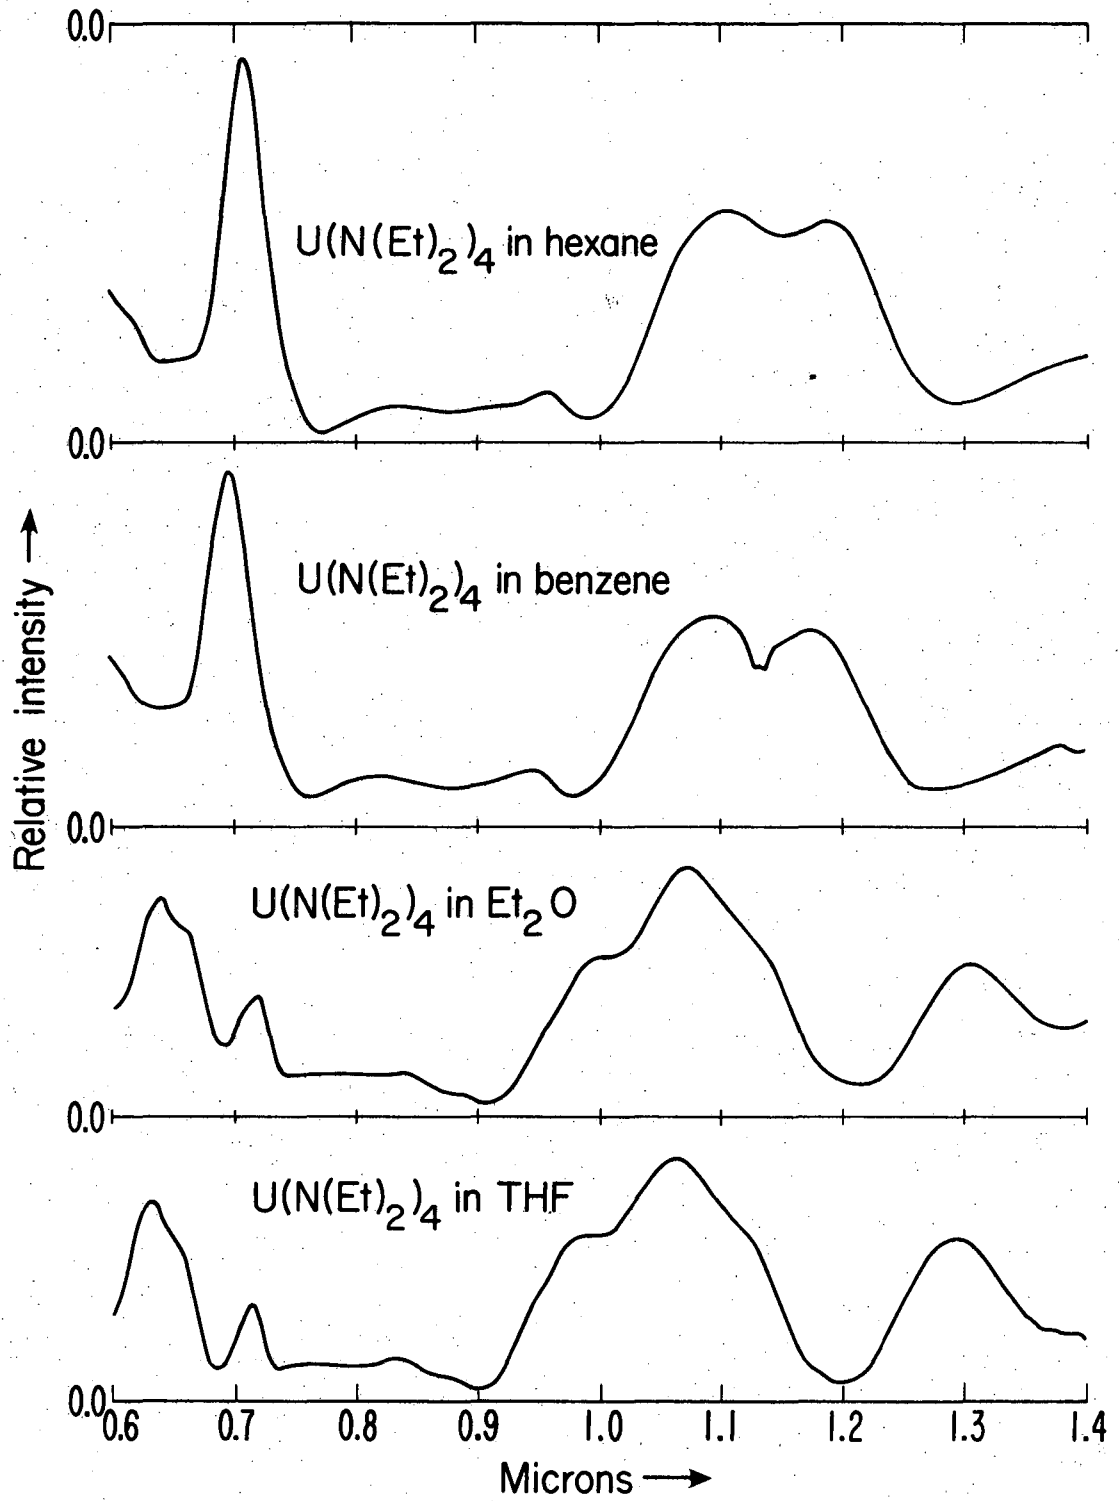 0.0
U(N(Et)2)4 in hexane
0.0
U(N(Et)2)4 in benzene
0.0
U(N(Et)2)4 in Et2O
0.0
U(N(Et)2)4 in THF
0.0
0.6 0.7 0.8 0.9 1.0 1.1 1.2 1.3 1.4
Microns →
Relative intensity →